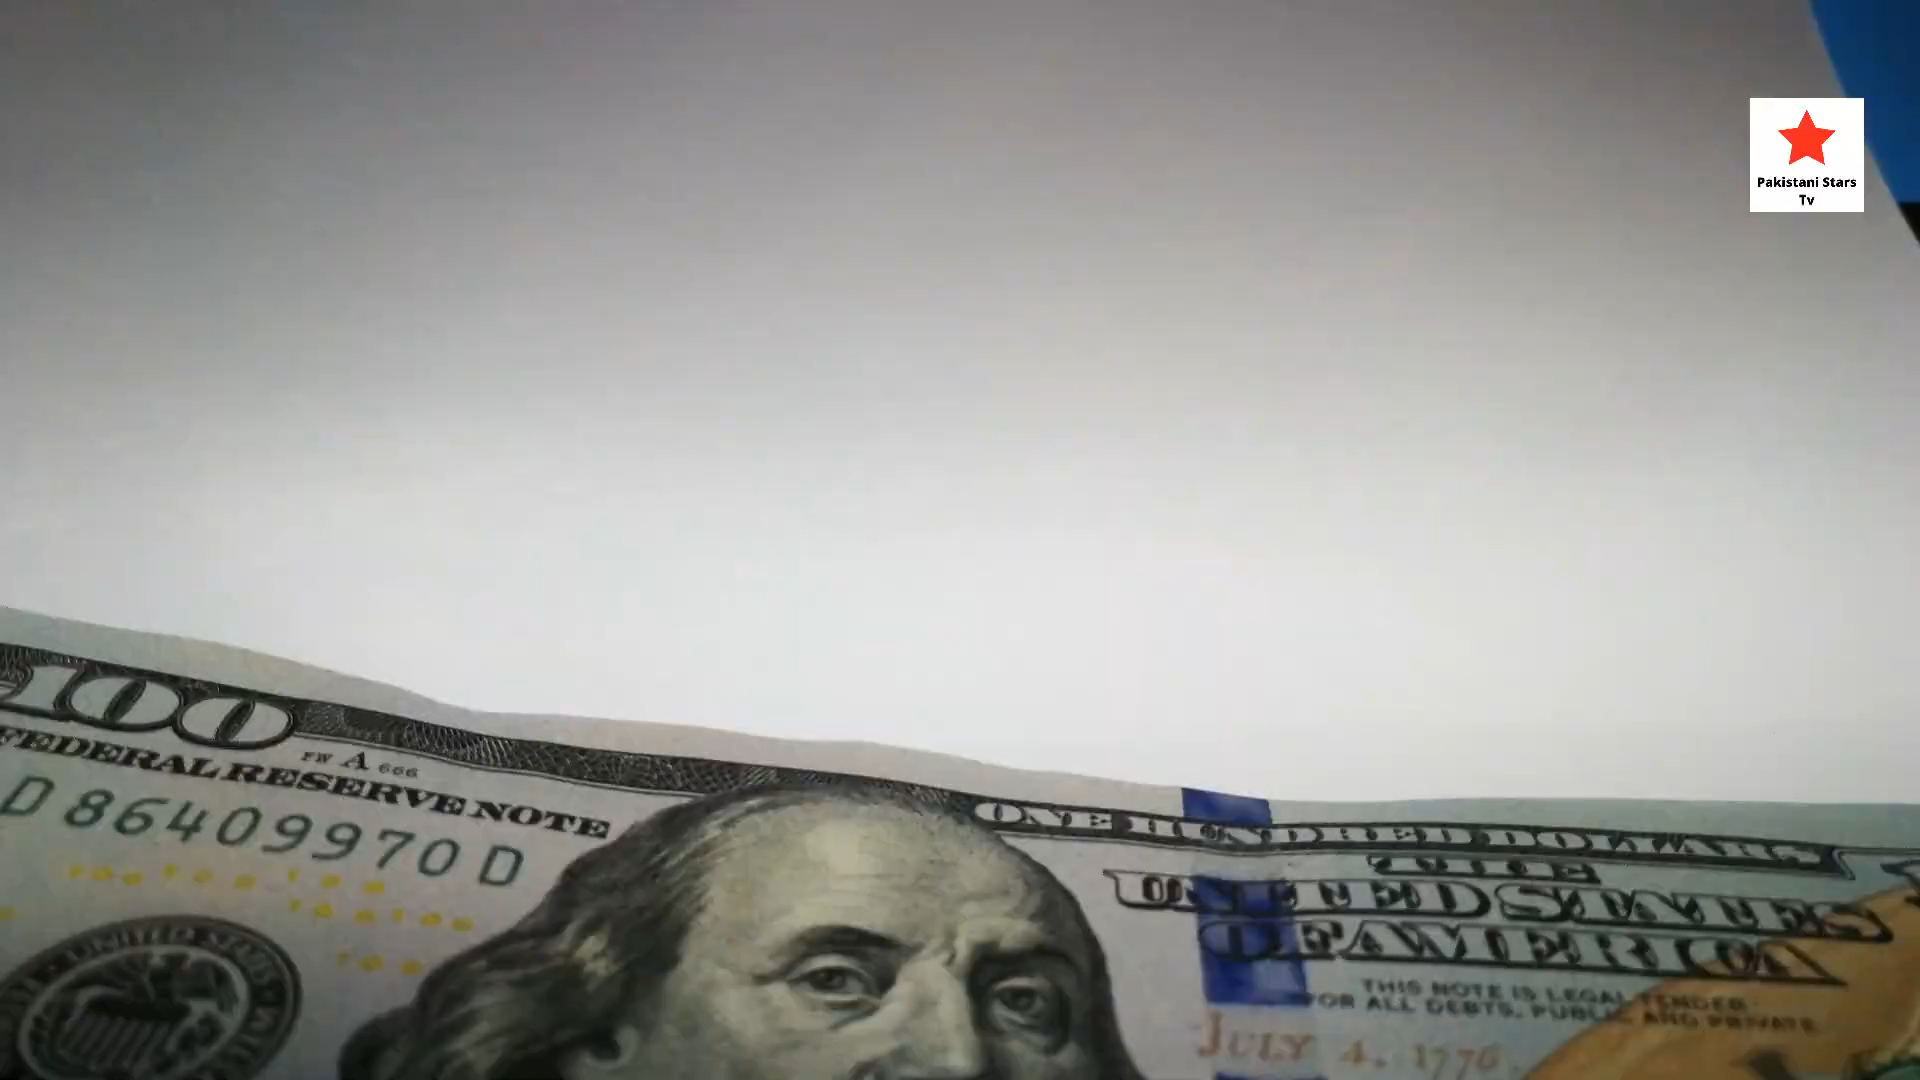 Pakistani Stars
Tv
100
FEDERAL RESERVE NOTE
FW A 666
D 86409970 D
ONE HUNDRED DOLLARS
THE
UNITED STATES
OF AMERICA
THIS NOTE IS LEGAL TENDER
FOR ALL DEBTS, PUBLIC AND PRIVATE
JULY 4, 1776